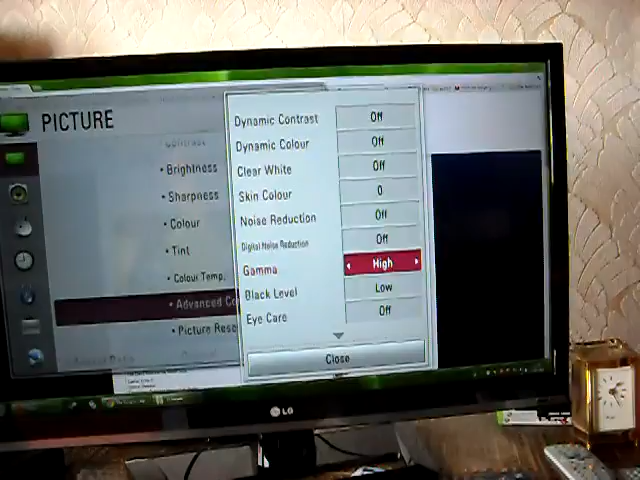 PICTURE
Contrast
• Brightness
• Sharpness
• Colour
• Tint
• Colour Temp.
• Advanced Co
• Picture Rese
Dynamic Contrast Off
Dynamic Colour Off
Clear White Off
Skin Colour 0
Noise Reduction Off
Digital Noise Reduction Off
Gamma High
Black Level Low
Eye Care Off
Close
LG